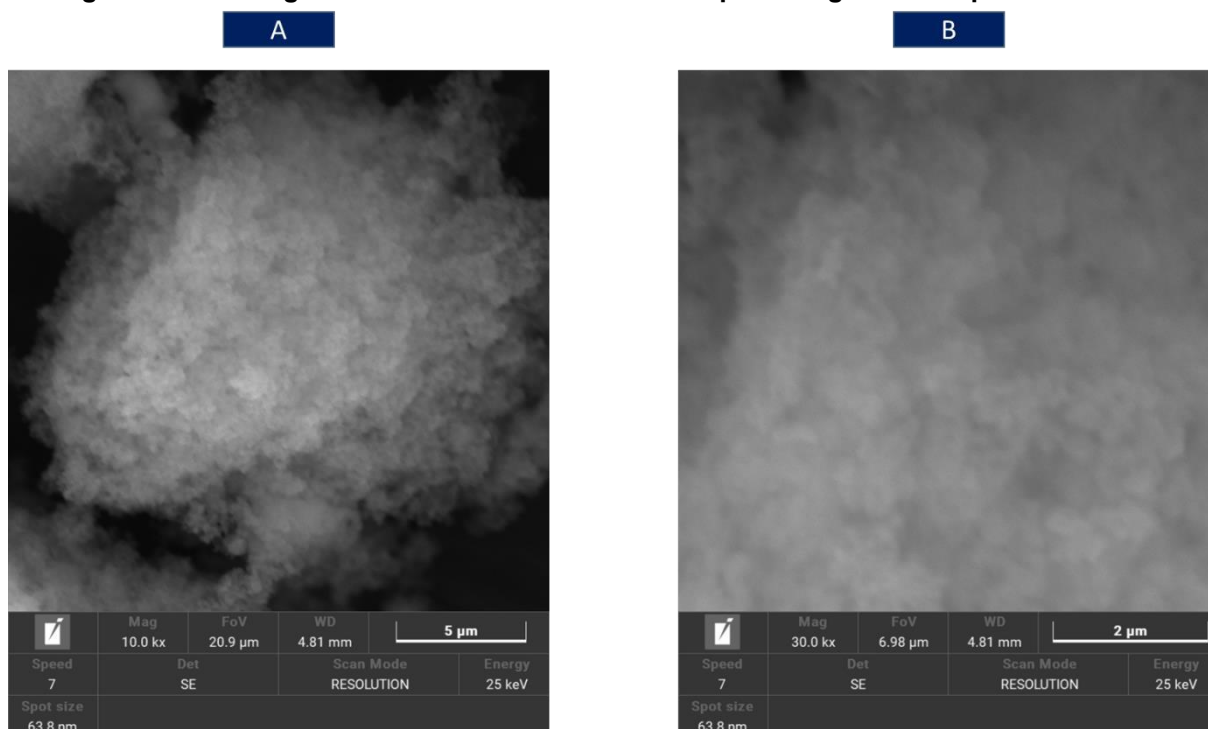 A
B
Mag FoV WD
10.0 kx 20.9 µm 4.81 mm 5 µm
Speed Det Scan Mode Energy
7 SE RESOLUTION 25 keV
Spot size
63.8 nm
Mag FoV WD
30.0 kx 6.98 µm 4.81 mm 2 µm
Speed Det Scan Mode Energy
7 SE RESOLUTION 25 keV
Spot size
63.8 nm